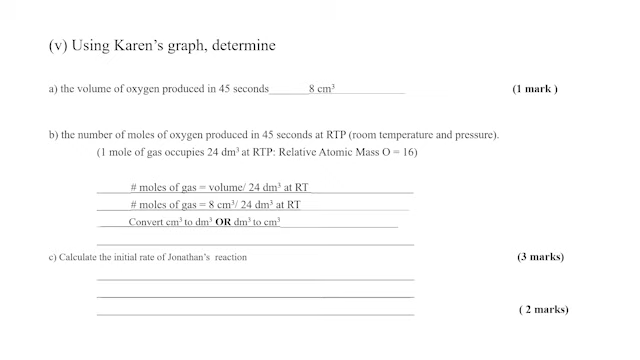 (v) Using Karen's graph, determine
a) the volume of oxygen produced in 45 seconds 8 cm³ (1 mark )
b) the number of moles of oxygen produced in 45 seconds at RTP (room temperature and pressure).
(1 mole of gas occupies 24 dm³ at RTP: Relative Atomic Mass O = 16)
# moles of gas = volume/ 24 dm³ at RT
# moles of gas = 8 cm³/ 24 dm³ at RT
Convert cm³ to dm³ OR dm³ to cm³
c) Calculate the initial rate of Jonathan's reaction (3 marks)
( 2 marks)